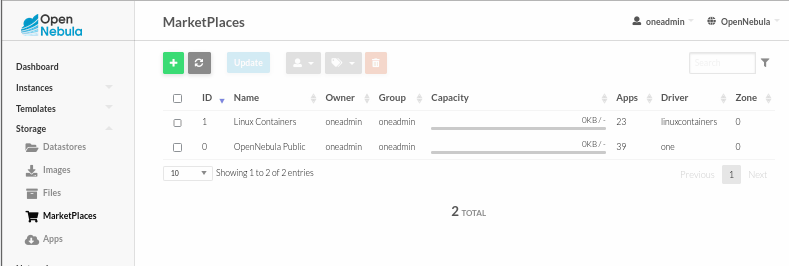 Open
Nebula
MarketPlaces
oneadmin
OpenNebula
Dashboard
Instances
Templates
Storage
Datastores
Images
Files
MarketPlaces
Apps
Update
Search
ID Name Owner Group Capacity Apps Driver Zone
1 Linux Containers oneadmin oneadmin 0KB / - 23 linuxcontainers 0
0 OpenNebula Public oneadmin oneadmin 0KB / - 39 one 0
10 Showing 1 to 2 of 2 entries
Previous 1 Next
2 TOTAL